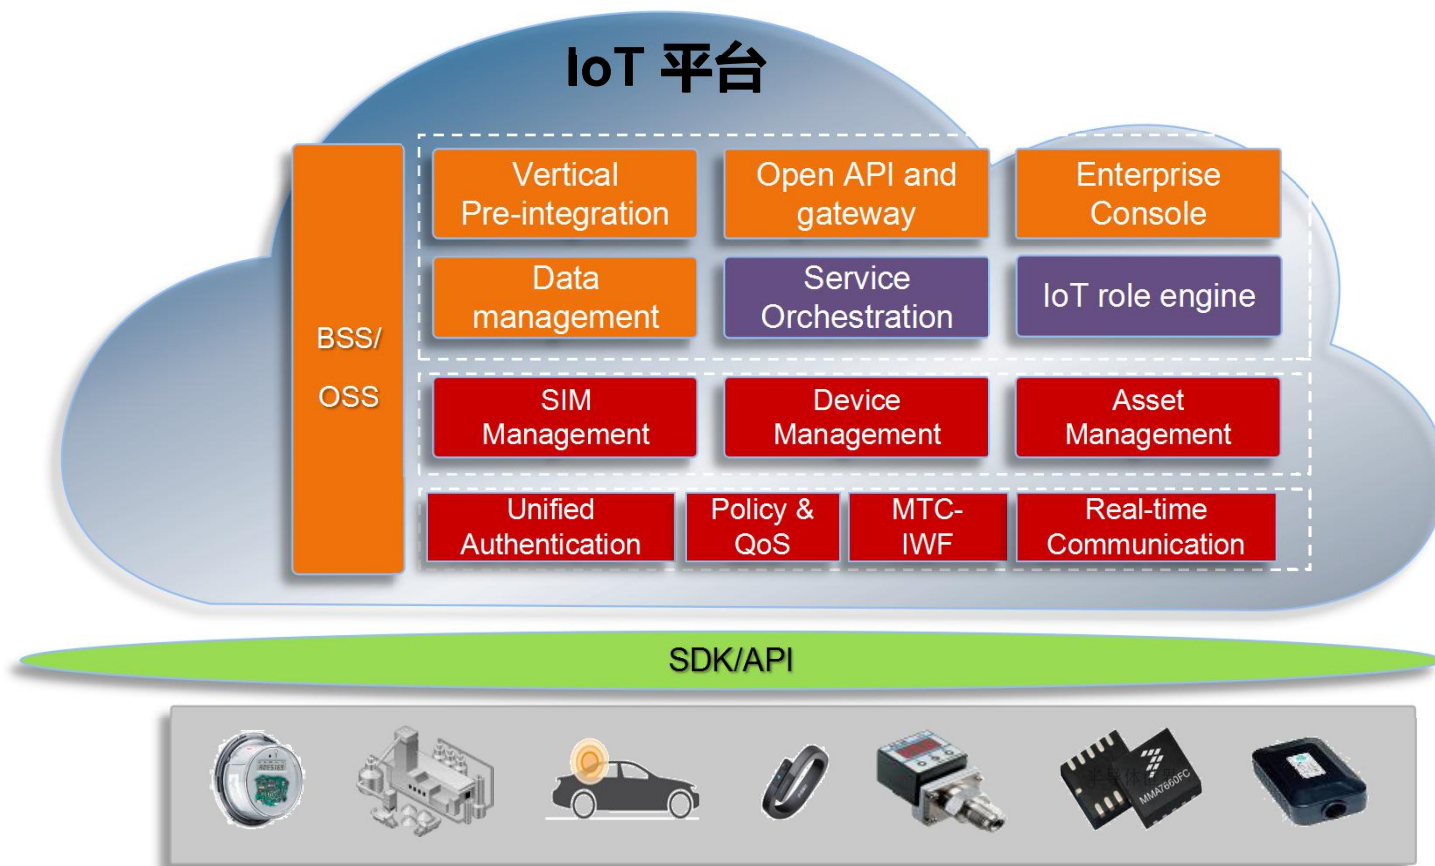 IoT 平台
BSS/
OSS
Vertical
Pre-integration
Open API and
gateway
Enterprise
Console
Data
management
Service
Orchestration
IoT role engine
SIM
Management
Device
Management
Asset
Management
Unified
Authentication
Policy &
QoS
MTC-
IWF
Real-time
Communication
SDK/API
MMA7660FC